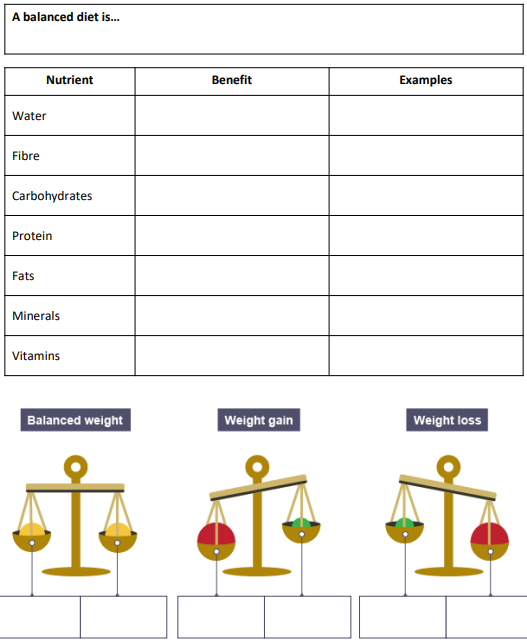 A balanced diet is...
Nutrient Benefit Examples
Water
Fibre
Carbohydrates
Protein
Fats
Minerals
Vitamins
Balanced weight Weight gain Weight loss